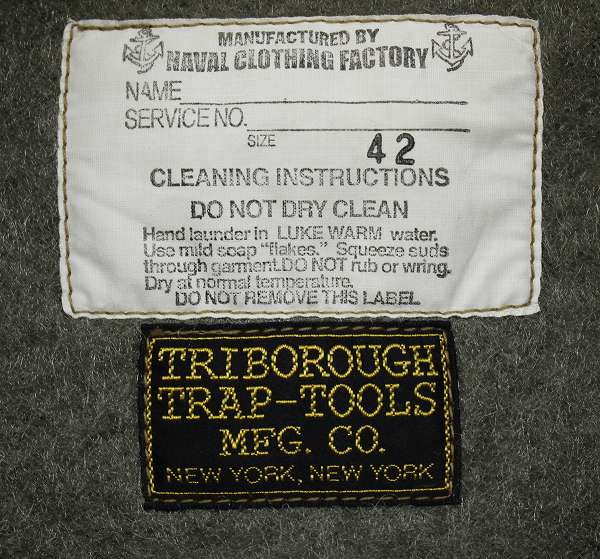 MANUFACTURED BY
NAVAL CLOTHING FACTORY
NAME
SERVICE NO.
SIZE 42
CLEANING INSTRUCTIONS
DO NOT DRY CLEAN
Hand launder in LUKE WARM water.
Use mild soap "flakes." Squeeze suds
through garment.DO NOT rub or wring.
Dry at normal temperature.
DO NOT REMOVE THIS LABEL
TRIBOROUGH
TRAP-TOOLS
MFG. CO.
NEW YORK, NEW YORK